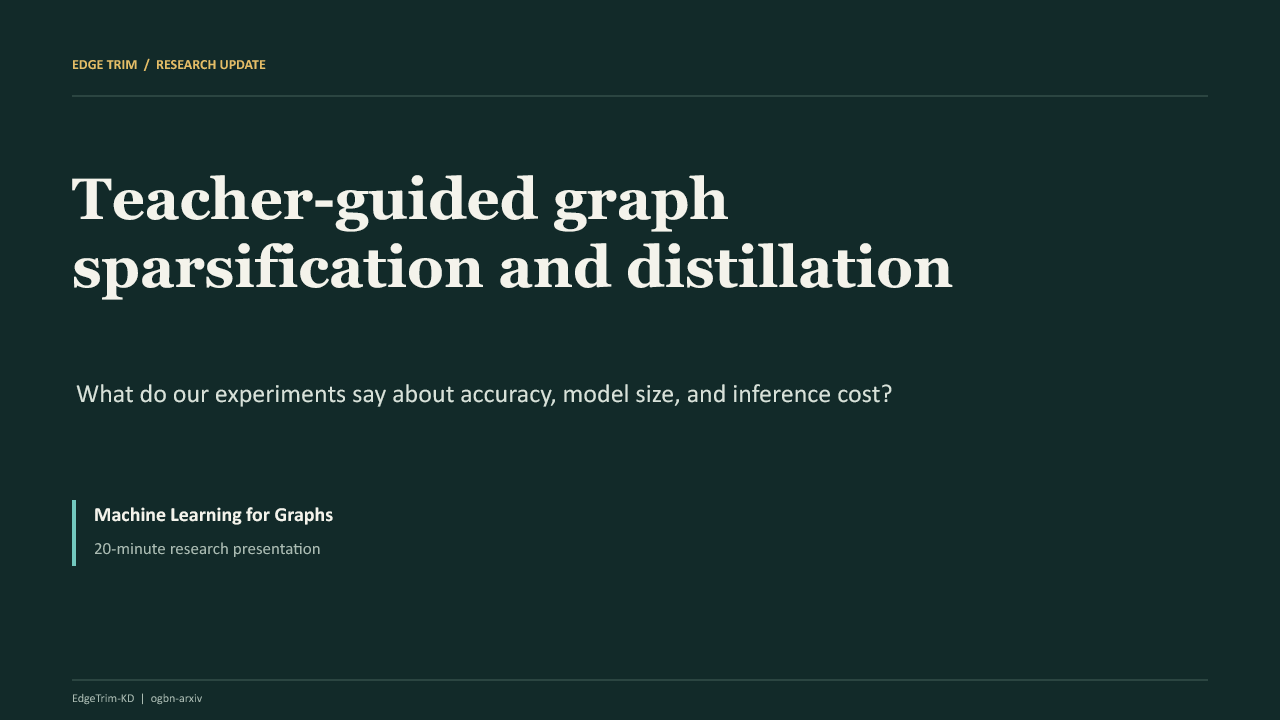 EDGE TRIM / RESEARCH UPDATE
Teacher-guided graph
sparsification and distillation
What do our experiments say about accuracy, model size, and inference cost?
Machine Learning for Graphs
20-minute research presentation
EdgeTrim-KD | ogbn-arxiv